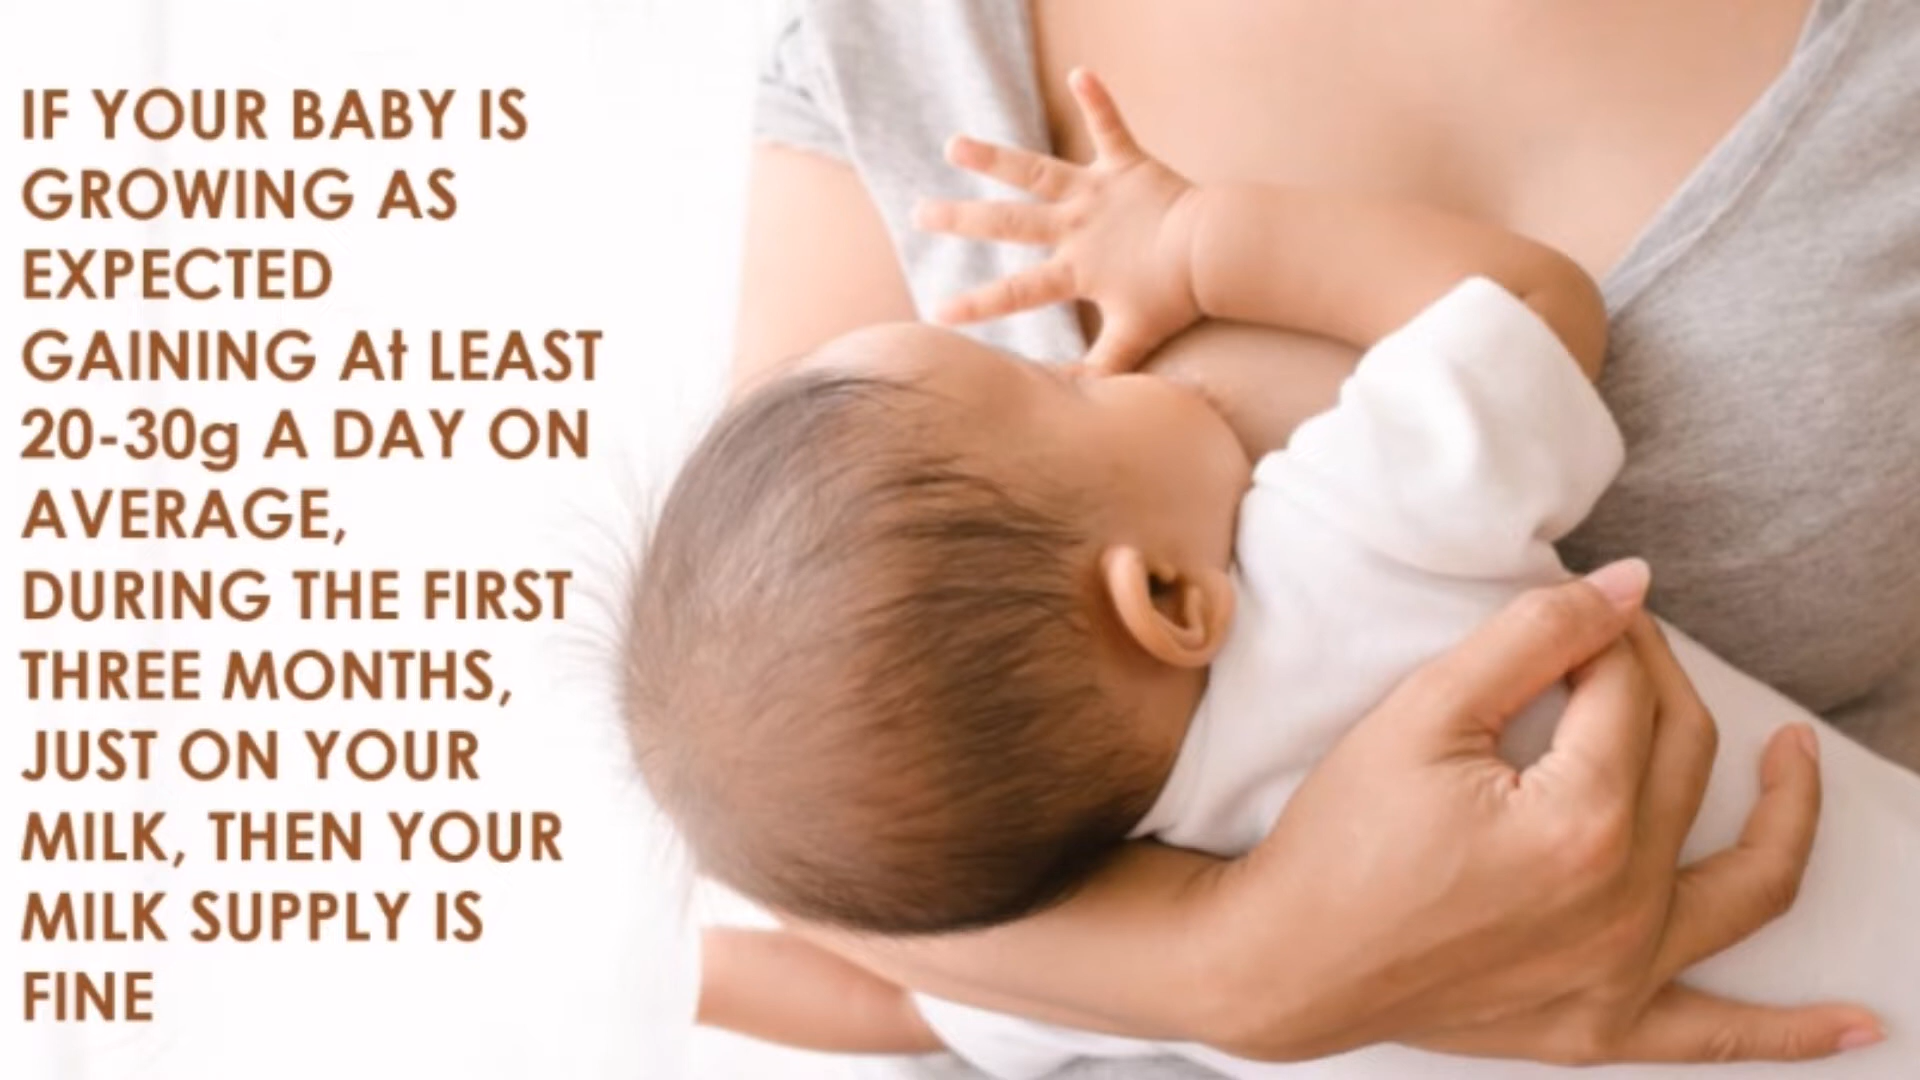 IF YOUR BABY IS
GROWING AS
EXPECTED
GAINING At LEAST
20-30g A DAY ON
AVERAGE,
DURING THE FIRST
THREE MONTHS,
JUST ON YOUR
MILK, THEN YOUR
MILK SUPPLY IS
FINE